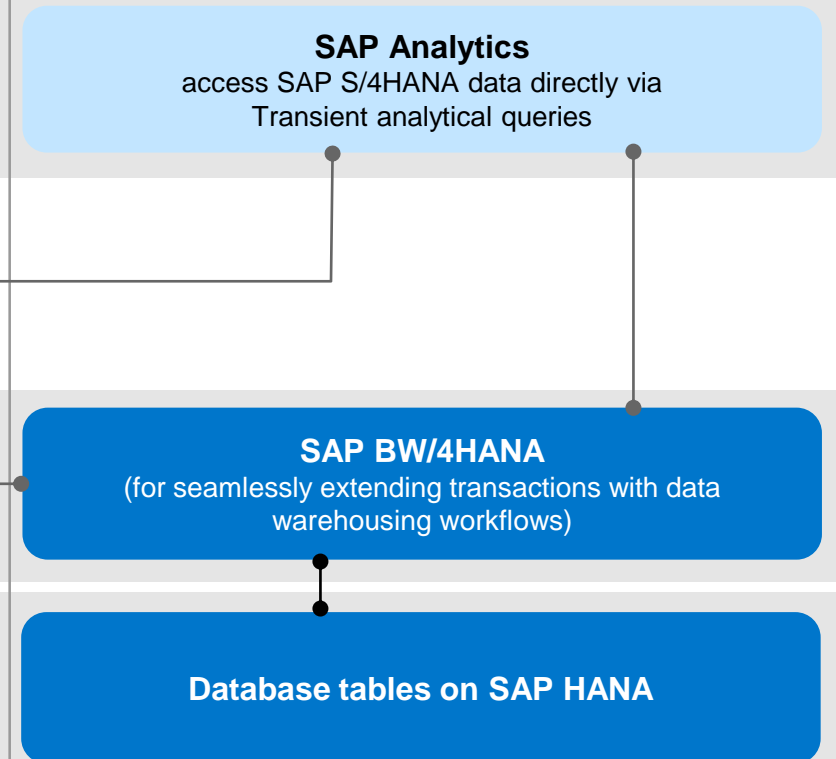 SAP Analytics
access SAP S/4HANA data directly via
Transient analytical queries
SAP BW/4HANA
(for seamlessly extending transactions with data
warehousing workflows)
Database tables on SAP HANA